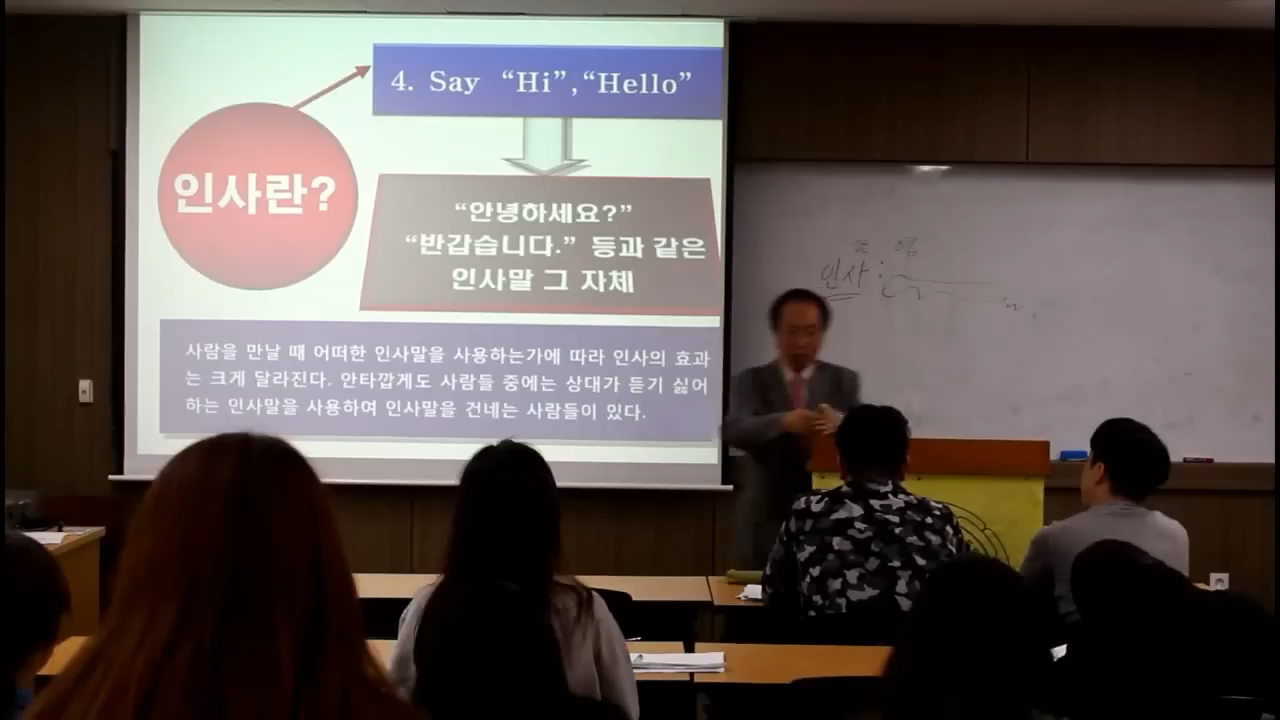 4. Say “Hi”,“Hello”
인사란?
“안녕하세요?”
“반갑습니다.” 등과 같은
인사말 그 자체
사람을 만날 때 어떠한 인사말을 사용하는가에 따라 인사의 효과
는 크게 달라진다. 안타깝게도 사람들 중에는 상대가 듣기 싫어
하는 인사말을 사용하여 인사말을 건네는 사람들이 있다.
인사 :